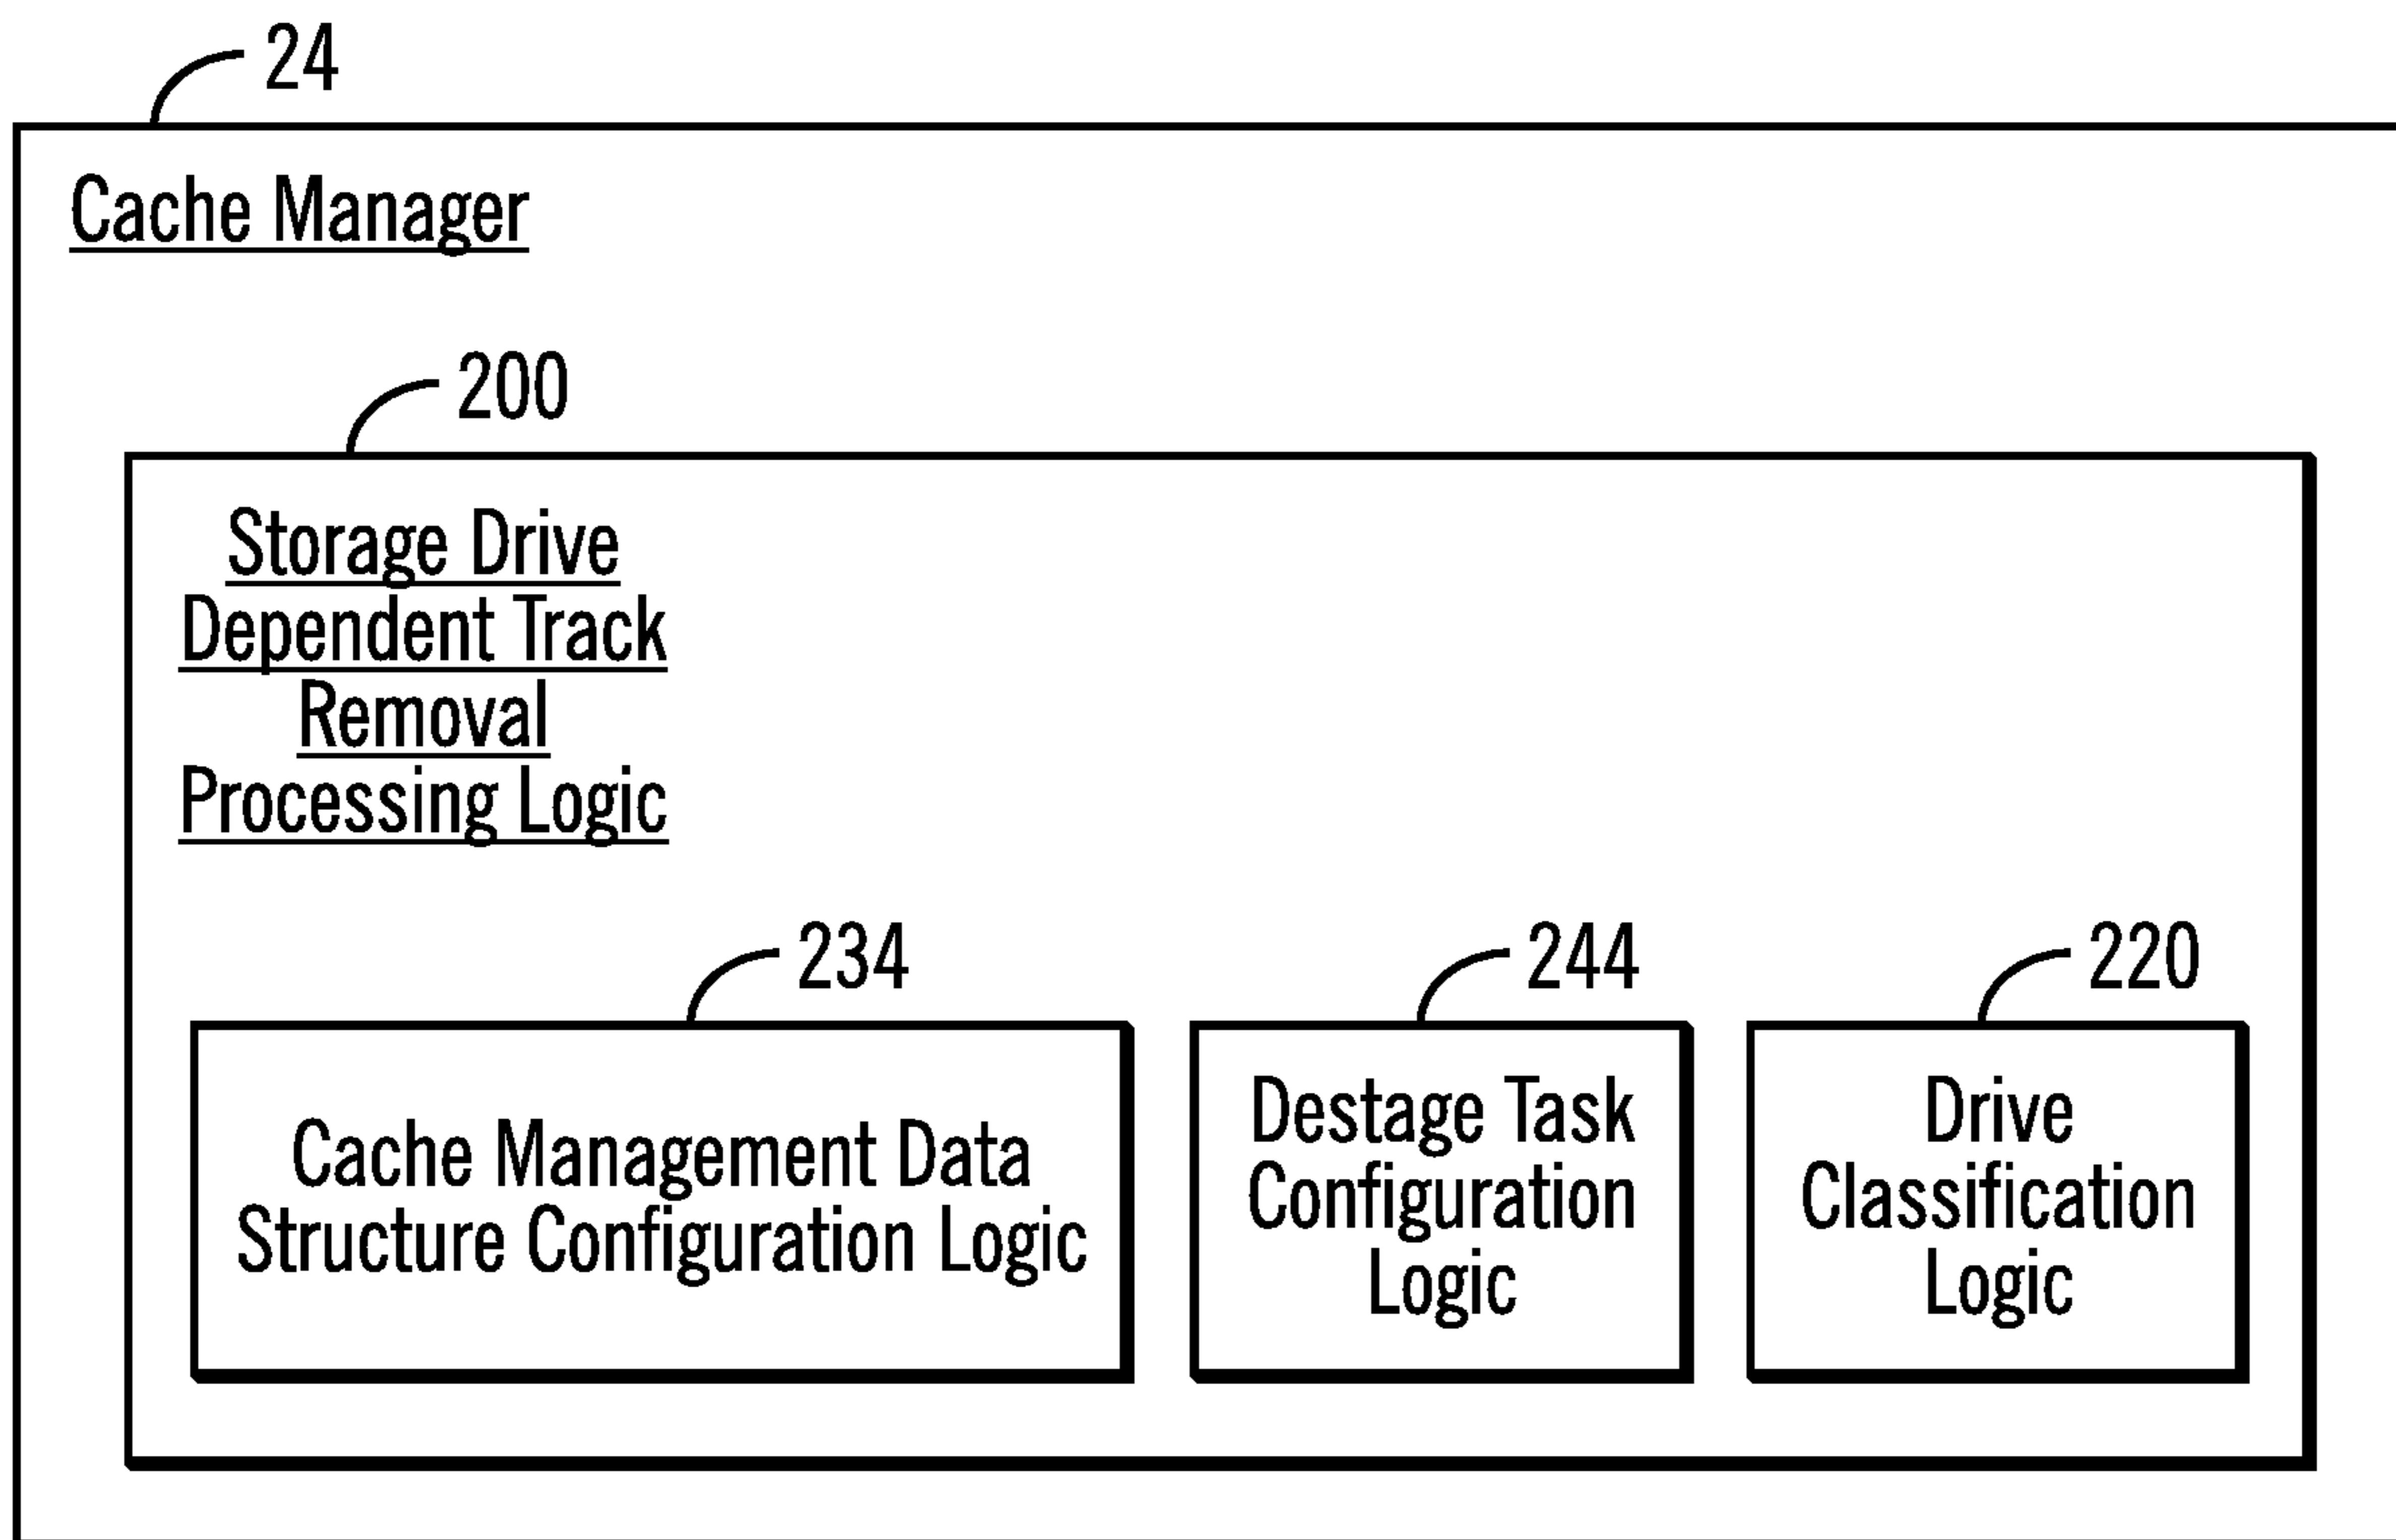 24
Cache Manager
200
Storage Drive
Dependent Track
Removal
Processing Logic
234
Cache Management Data
Structure Configuration Logic
244
Destage Task
Configuration
Logic
220
Drive
Classification
Logic